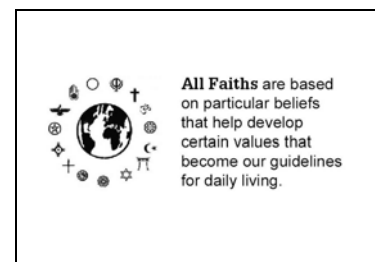 All Faiths are based
on particular beliefs
that help develop
certain values that
become our guidelines
for daily living.